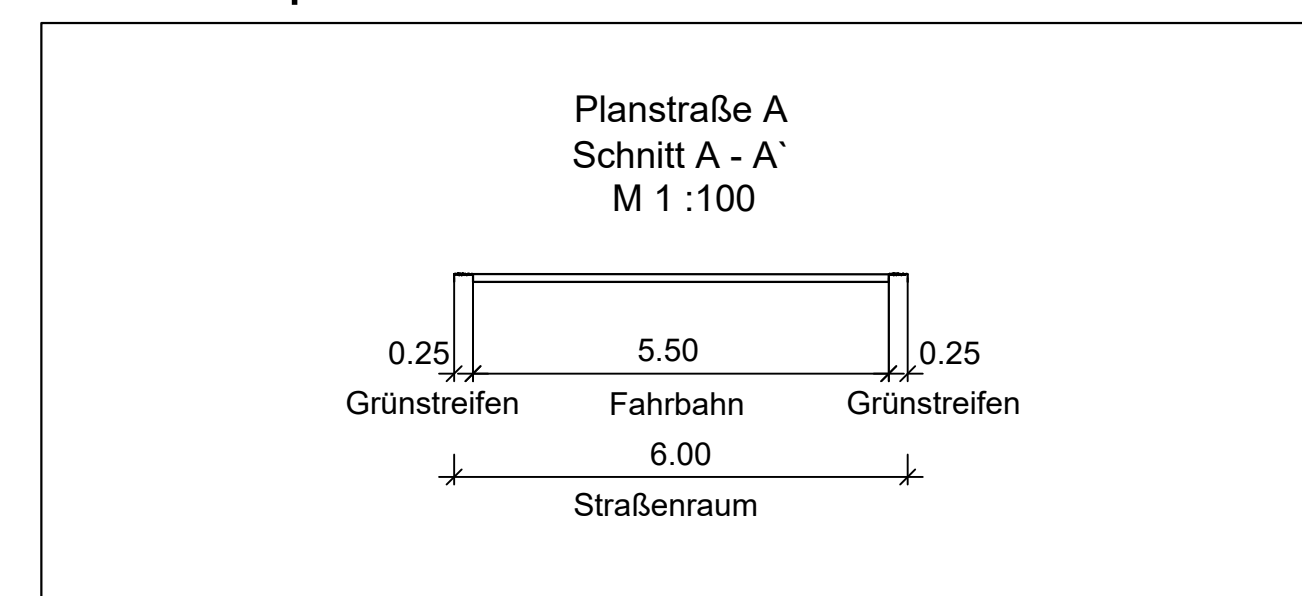 Planstraße A
Schnitt A - A`
M 1 :100
0.25 5.50 0.25
Grünstreifen Fahrbahn Grünstreifen
6.00
Straßenraum